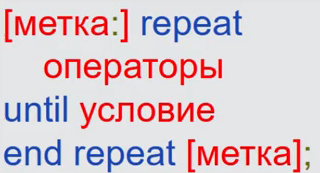 [метка:] repeat
операторы
until условие
end repeat [метка];